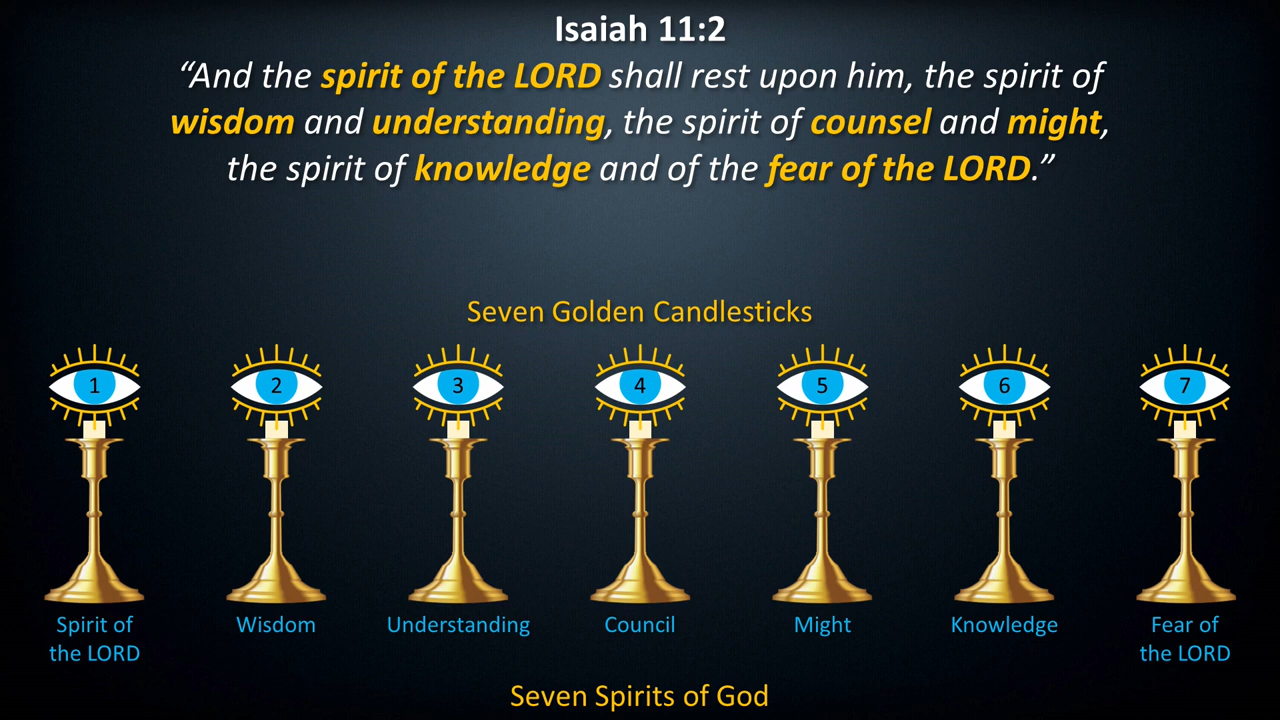 Isaiah 11:2
“And the spirit of the LORD shall rest upon him, the spirit of
wisdom and understanding, the spirit of counsel and might,
the spirit of knowledge and of the fear of the LORD.”
Seven Golden Candlesticks
1 2 3 4 5 6 7
Spirit of the LORD
Wisdom
Understanding
Council
Might
Knowledge
Fear of the LORD
Seven Spirits of God